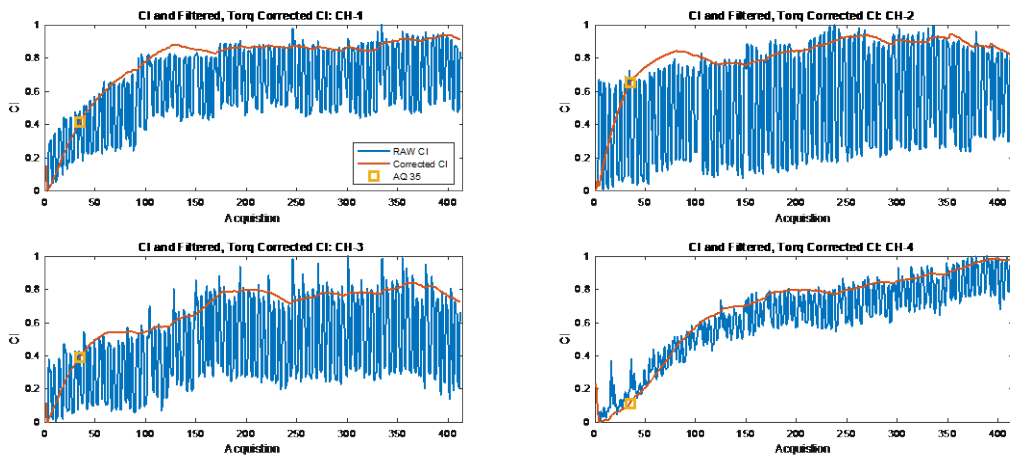 CI and Filtered, Torq Corrected CI: CH-1
1
0.8
0.6
0.4
0.2
0
CI
0 50 100 150 200 250 300 350 400
Acquistion
RAW CI
Corrected CI
AQ 35
CI and Filtered, Torq Corrected CI: CH-2
1
0.8
0.6
0.4
0.2
0
CI
0 50 100 150 200 250 300 350 400
Acquistion
CI and Filtered, Torq Corrected CI: CH-3
1
0.8
0.6
0.4
0.2
0
CI
0 50 100 150 200 250 300 350 400
Acquistion
CI and Filtered, Torq Corrected CI: CH-4
1
0.8
0.6
0.4
0.2
0
CI
0 50 100 150 200 250 300 350 400
Acquistion